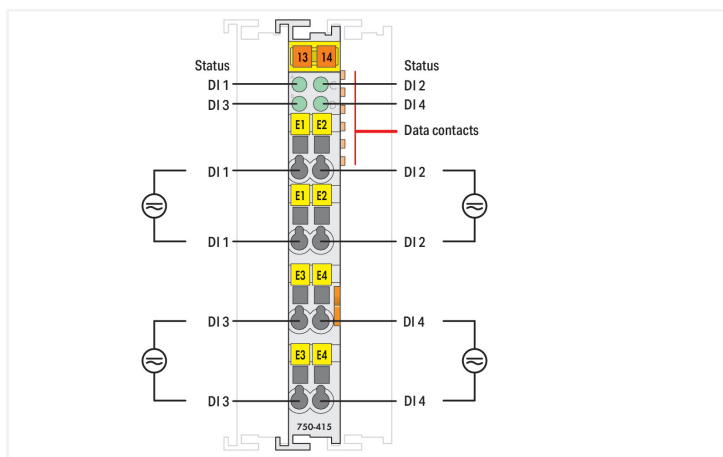 13 14
Status Status
DI 1 DI 2
DI 3 DI 4
E1 E2 Data contacts
DI 1 DI 2
E1 E2
DI 1 DI 2
E3 E4
DI 3 DI 4
E3 E4
DI 3 DI 4
750-415